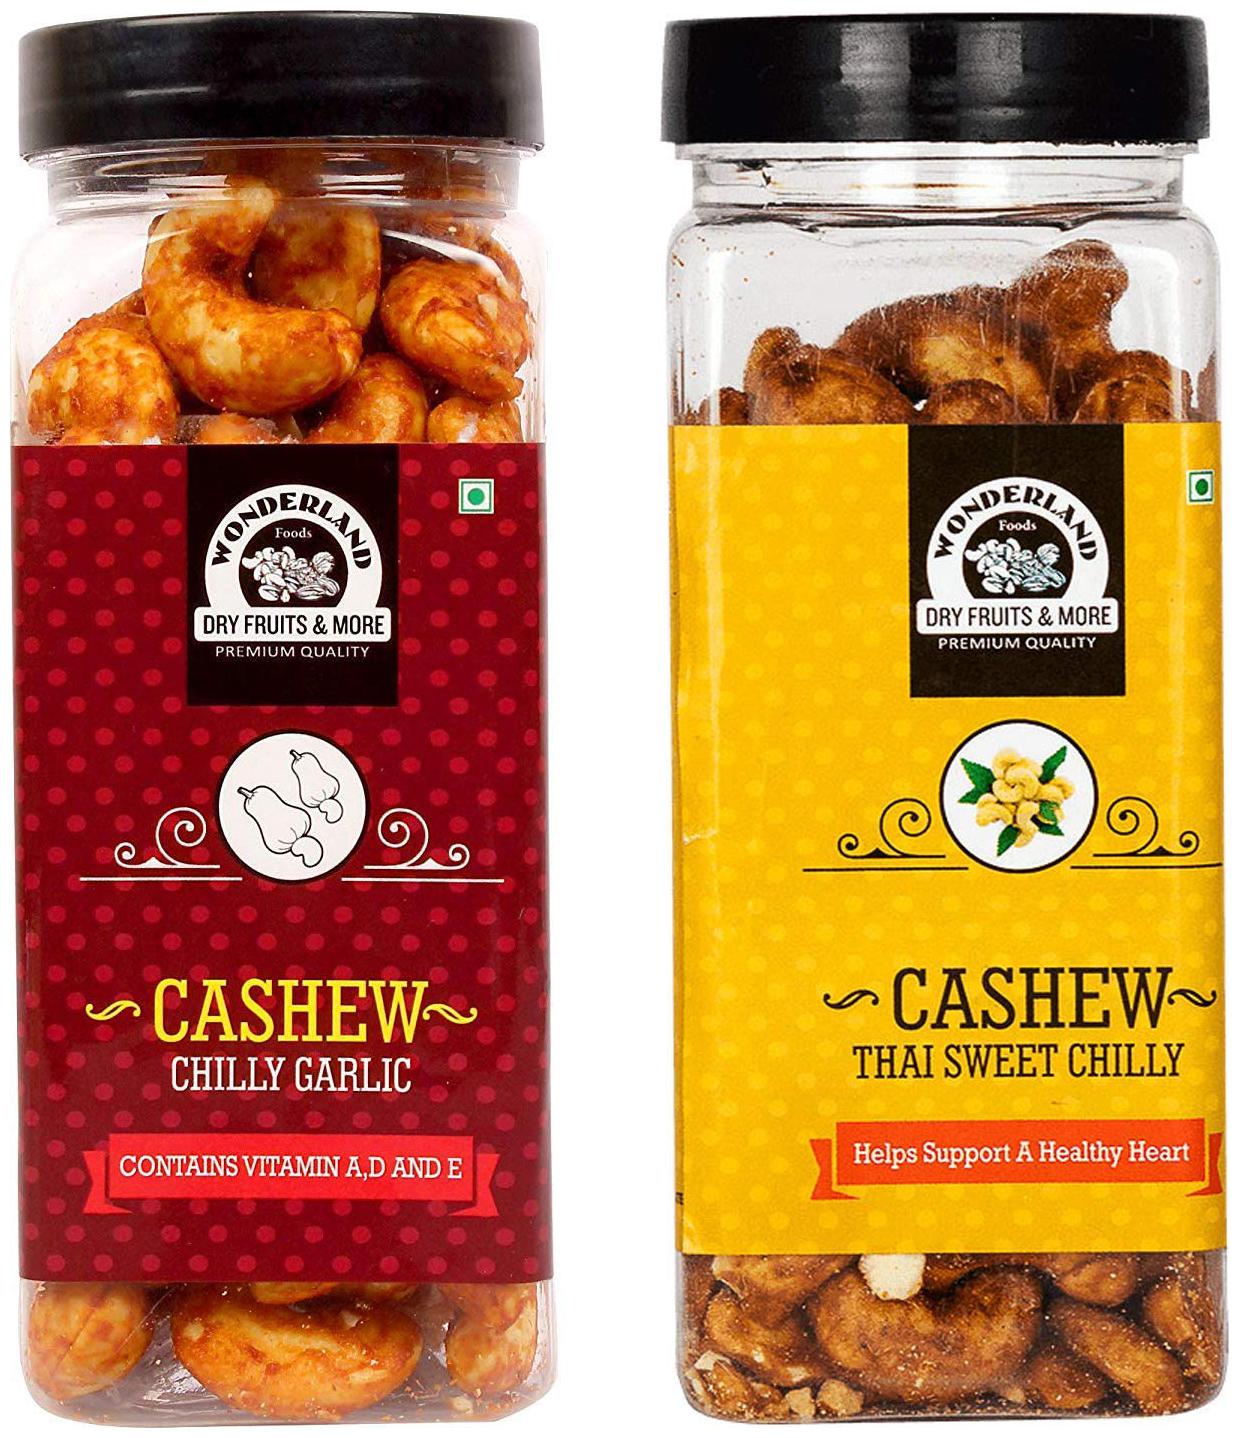 WONDERLAND
Foods
DRY FRUITS & MORE
PREMIUM QUALITY
CASHEW
CHILLY GARLIC
CONTAINS VITAMIN A,D AND E
WONDERLAND
Foods
DRY FRUITS & MORE
PREMIUM QUALITY
CASHEW
THAI SWEET CHILLY
Helps Support A Healthy Heart